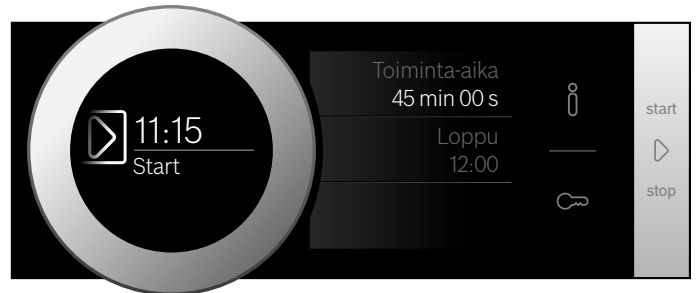 11:15
Start
Toiminta-aika
45 min 00 s
Loppu
12:00
start
stop